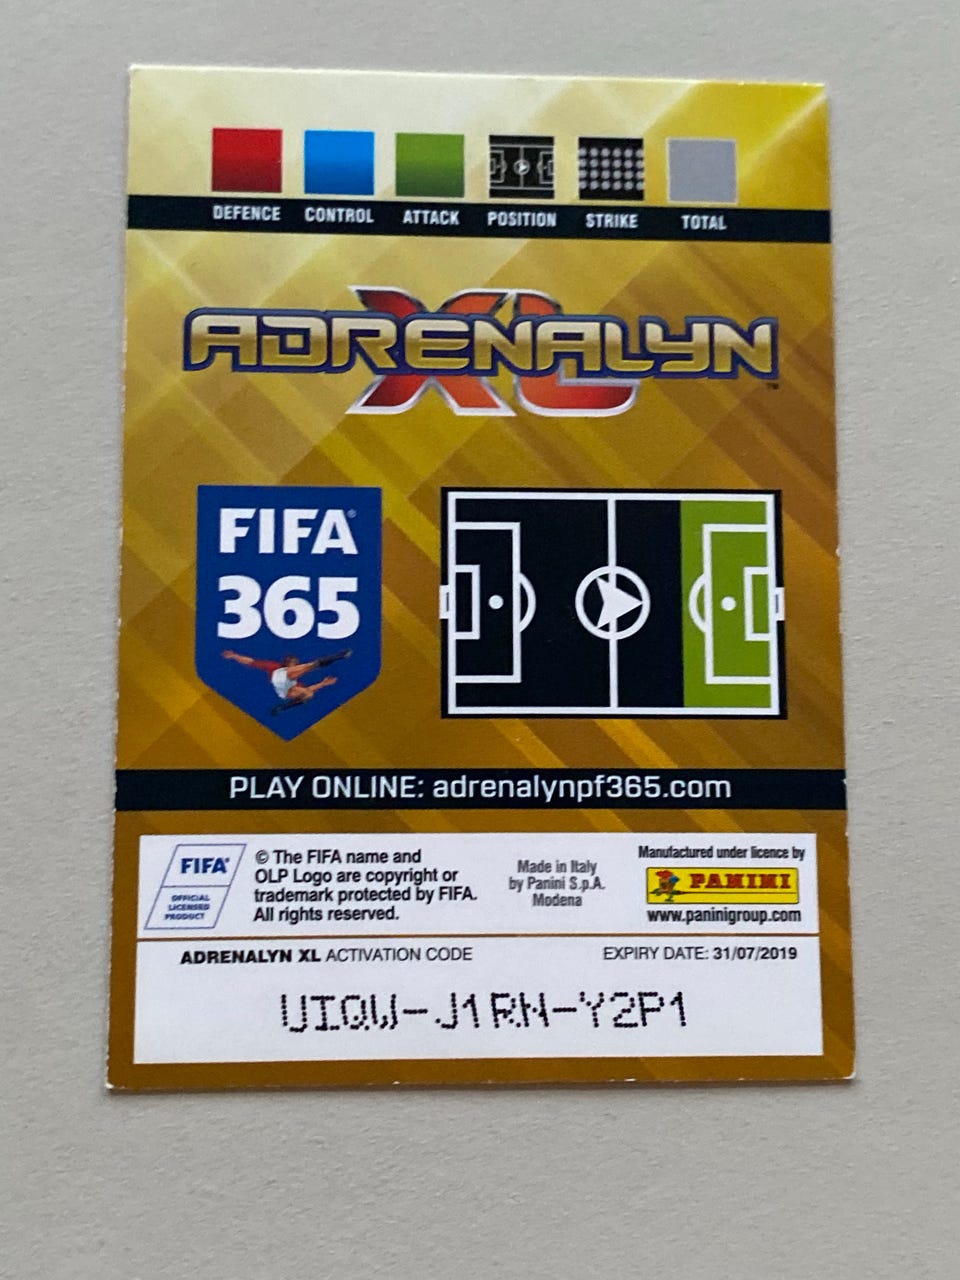 DEFENCE CONTROL ATTACK POSITION STRIKE TOTAL
ADRENALYN XL™
FIFA®
365
PLAY ONLINE: adrenalynpf365.com
FIFA®
OFFICIAL
LICENSED
PRODUCT
© The FIFA name and
OLP Logo are copyright or
trademark protected by FIFA.
All rights reserved.
Made in Italy
by Panini S.p.A.
Modena
Manufactured under licence by
PANINI
www.paninigroup.com
ADRENALYN XL ACTIVATION CODE
EXPIRY DATE: 31/07/2019
UIQW-J1RN-Y2P1